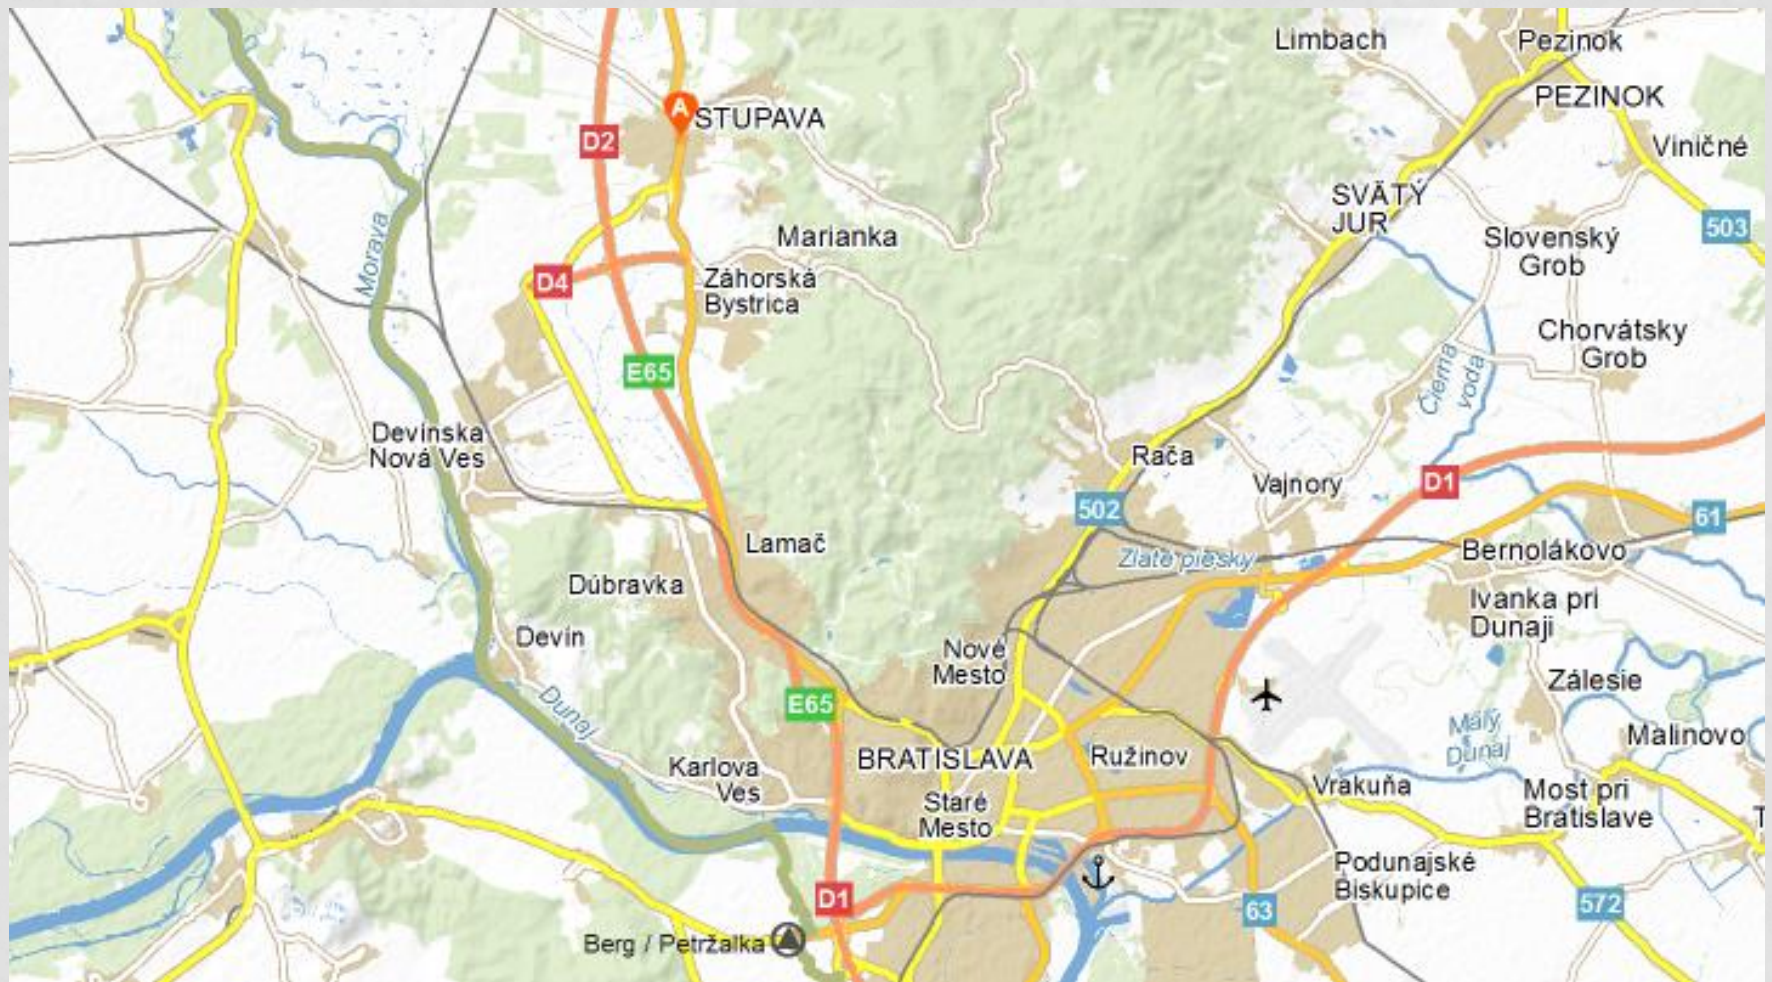 Limbach
Pezinok
PEZINOK
A
STUPAVA
D2
Viničné
SVÄTÝ
JUR
503
Morava
Marianka
Slovenský
Grob
D4
Záhorská
Bystrica
Chorvátsky
Grob
E65
Čierna
voda
Devínska
Nová Ves
Rača
Vajnory
D1
502
61
Lamač
Zlaté piesky
Bernolákovo
Dúbravka
Ivanka pri
Dunaji
Devín
Nové
Mesto
Zálesie
Dunaj
E65
Malý
Dunaj
Malinovo
BRATISLAVA
Ružinov
Karlova
Ves
Vrakuňa
Most pri
Bratislave
Staré
Mesto
T
Podunajské
Biskupice
D1
63
572
Berg / Petržalka